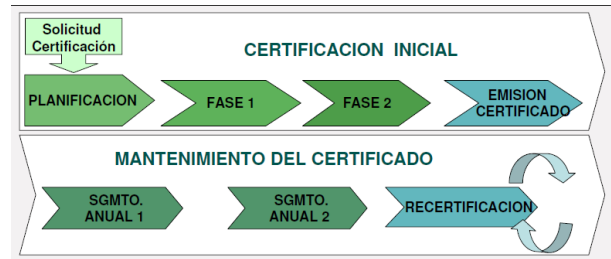 Solicitud
Certificación
CERTIFICACION INICIAL
PLANIFICACION
FASE 1
FASE 2
EMISION
CERTIFICADO
MANTENIMIENTO DEL CERTIFICADO
SGMTO.
ANUAL 1
SGMTO.
ANUAL 2
RECERTIFICACION